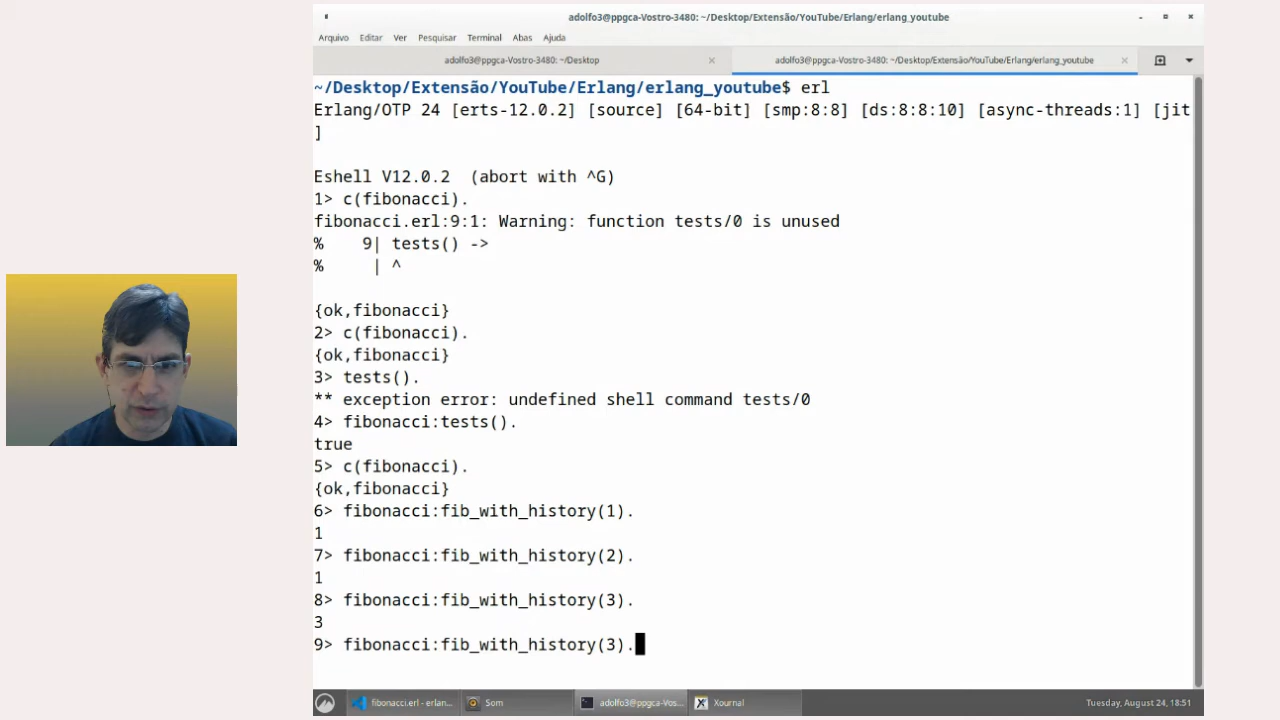 adolfo3@ppgca-Vostro-3480: ~/Desktop/Extensão/YouTube/Erlang/erlang_youtube
Arquivo Editar Ver Pesquisar Terminal Abas Ajuda
adolfo3@ppgca-Vostro-3480: ~/Desktop
adolfo3@ppgca-Vostro-3480: ~/Desktop/Extensão/YouTube/Erlang/erlang_youtube
~/Desktop/Extensão/YouTube/Erlang/erlang_youtube$ erl
Erlang/OTP 24 [erts-12.0.2] [source] [64-bit] [smp:8:8] [ds:8:8:10] [async-threads:1] [jit
]
Eshell V12.0.2  (abort with ^G)
1> c(fibonacci).
fibonacci.erl:9:1: Warning: function tests/0 is unused
%    9| tests() ->
%     | ^
{ok,fibonacci}
2> c(fibonacci).
{ok,fibonacci}
3> tests().
** exception error: undefined shell command tests/0
4> fibonacci:tests().
true
5> c(fibonacci).
{ok,fibonacci}
6> fibonacci:fib_with_history(1).
1
7> fibonacci:fib_with_history(2).
1
8> fibonacci:fib_with_history(3).
3
9> fibonacci:fib_with_history(3).
fibonacci.erl - erlan... Som adolfo3@ppgca-Vos... Xournal Tuesday, August 24, 18:51